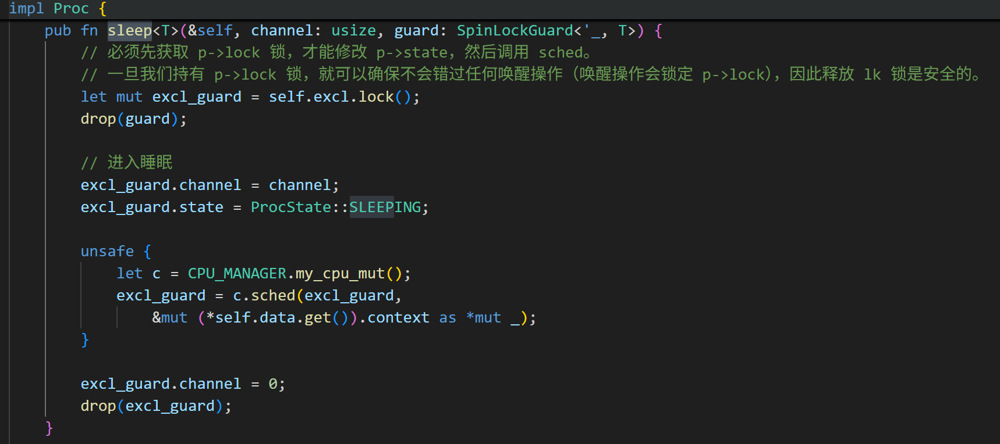 impl Proc {
pub fn sleep<T>(&self, channel: usize, guard: SpinLockGuard<'_, T>) {
// 必须先获取 p->lock 锁，才能修改 p->state，然后调用 sched。
// 一旦我们持有 p->lock 锁，就可以确保不会错过任何唤醒操作（唤醒操作会锁定 p->lock），因此释放 lk 锁是安全的。
let mut excl_guard = self.excl.lock();
drop(guard);
// 进入睡眠
excl_guard.channel = channel;
excl_guard.state = ProcState::SLEEPING;
unsafe {
let c = CPU_MANAGER.my_cpu_mut();
excl_guard = c.sched(excl_guard,
&mut (*self.data.get()).context as *mut _);
}
excl_guard.channel = 0;
drop(excl_guard);
}